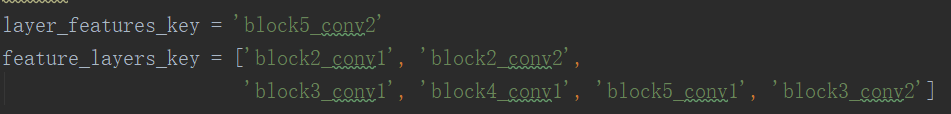 layer_features_key = 'block5_conv2'
feature_layers_key = ['block2_conv1', 'block2_conv2',
'block3_conv1', 'block4_conv1', 'block5_conv1', 'block3_conv2']